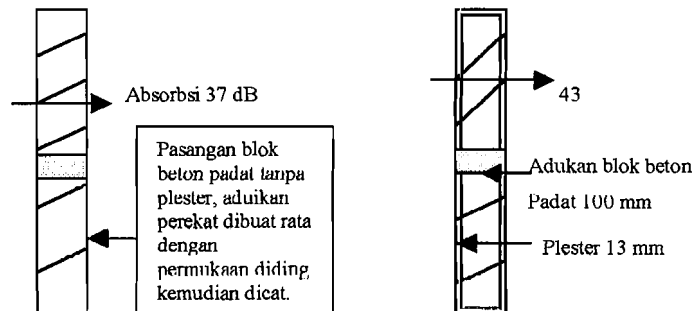 Absorbsi 37 dB
Pasangan blok
beton padat tanpa
plester, aduikan
perekat dibuat rata
dengan
permukaan diding
kemudian dicat.
43
Adukan blok beton
Padat 100 mm
Plester 13 mm